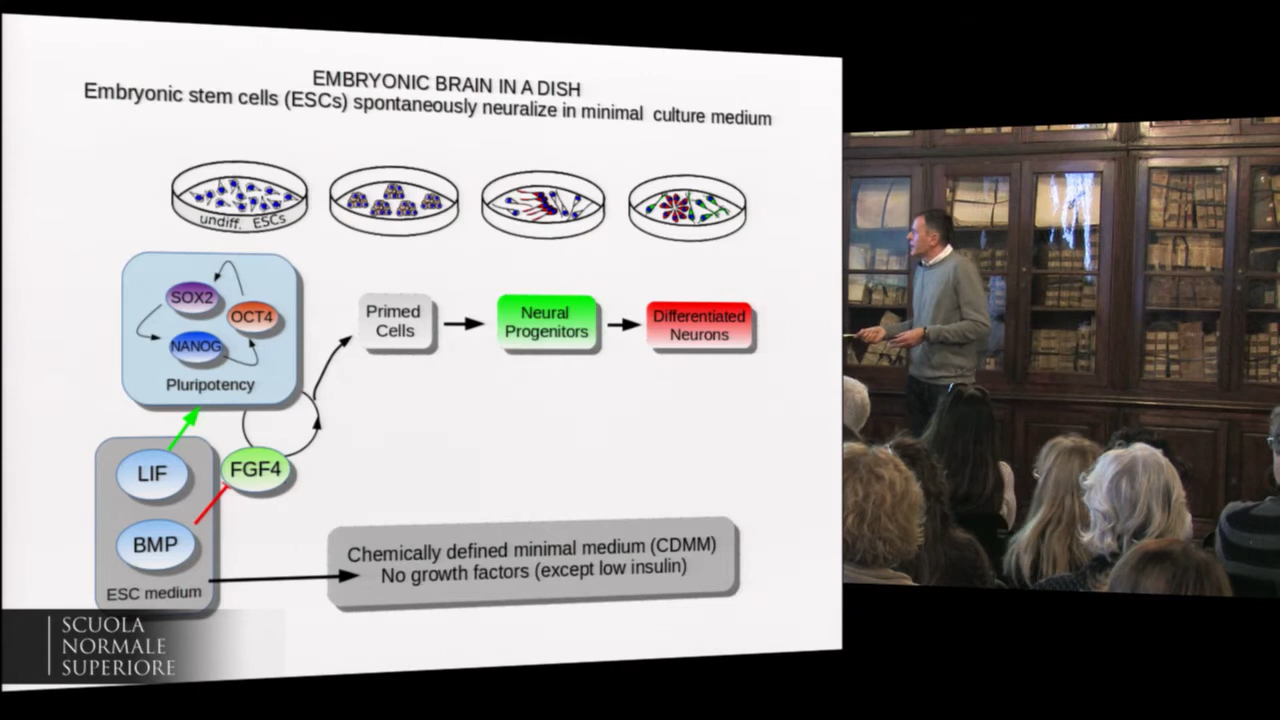 EMBRYONIC BRAIN IN A DISH
Embryonic stem cells (ESCs) spontaneously neuralize in minimal culture medium
undiff. ESCs
SOX2
OCT4
NANOG
Pluripotency
Primed
Cells
Neural
Progenitors
Differentiated
Neurons
LIF
FGF4
BMP
ESC medium
Chemically defined minimal medium (CDMM)
No growth factors (except low insulin)
SCUOLA
NORMALE
SUPERIORE